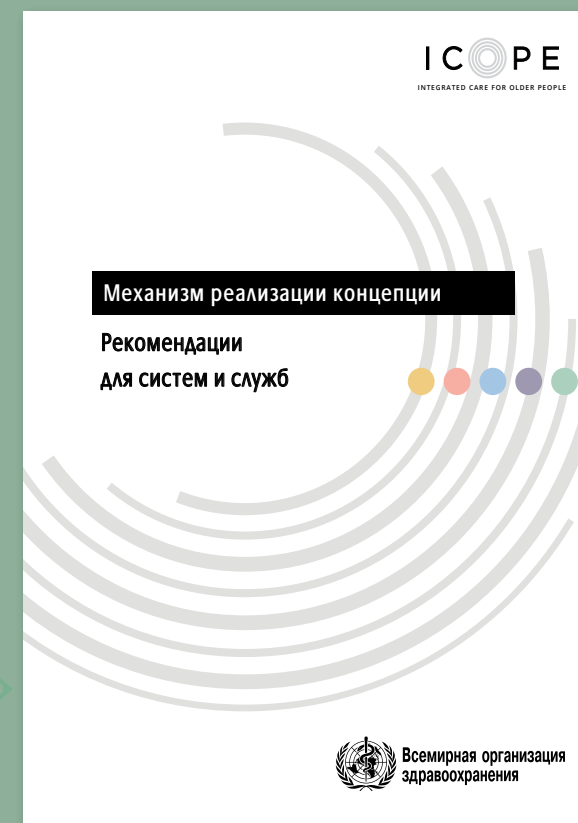 ICOPE
INTEGRATED CARE FOR OLDER PEOPLE
Механизм реализации концепции
Рекомендации
для систем и служб
Всемирная организация
здравоохранения